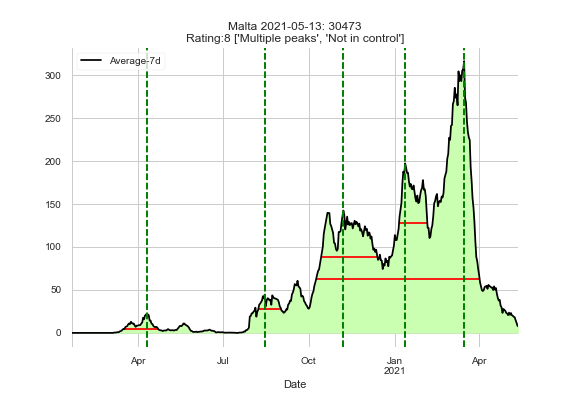 Malta 2021-05-13: 30473
Rating:8 ['Multiple peaks', 'Not in control']
Average-7d
300
250
200
150
100
50
0
Apr
Jul
Oct
Jan
2021
Apr
Date